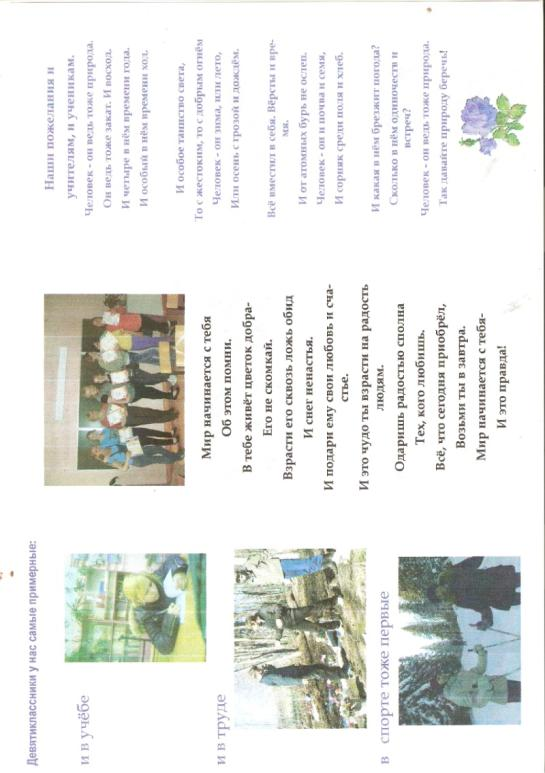 Девятиклассники у нас самые примерные:
и в учёбе
и в труде
в спорте тоже первые
Мир начинается с тебя
Об этом помни.
В тебе живёт цветок добра-
Его не скомкай.
Взрасти его сквозь ложь обид
И снег ненастья.
И подари ему свои любовь и сча-
стье.
И это чудо ты взрасти на радость
людям.
Одаришь радостью сполна
Тех, кого любишь.
Всё, что сегодня приобрёл,
Возьми ты в завтра.
Мир начинается с тебя-
И это правда!
Наши пожелания и
учителям, и ученикам.
Человек - он ведь тоже природа.
Он ведь тоже закат. И восход.
И четыре в нём времени года.
И особый в нём времени ход.
И особое таинство света,
То с жестоким, то с добрым огнём
Человек - он зима, или лето,
Или осень с грозой и дождём.
Всё вместил в себя. Вёрсты и вре-
мя.
И от атомных бурь не ослеп.
Человек - он и почва и семя,
И сорняк среди поля и хлеб.
И какая в нём брезжит погода?
Сколько в нём одиночеств и
встреч?
Человек - он ведь тоже природа.
Так давайте природу беречь!